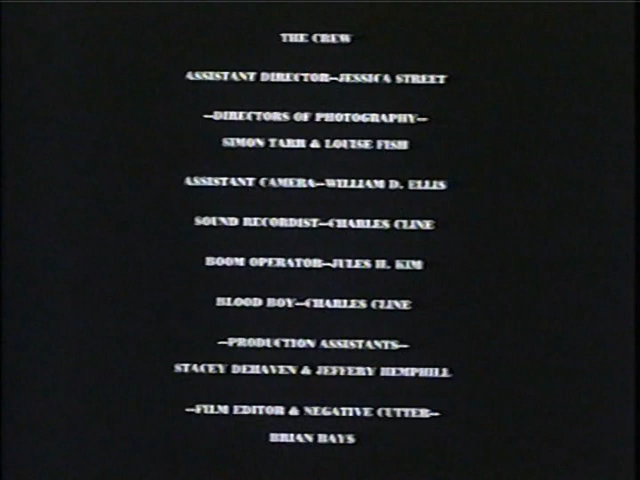 THE CREW
ASSISTANT DIRECTOR--JESSICA STREET
--DIRECTORS OF PHOTOGRAPHY--
SIMON TARR & LOUISE FISH
ASSISTANT CAMERA--WILLIAM D. ELLIS
SOUND RECORDIST--CHARLES CLINE
BOOM OPERATOR--JULES H. KIM
BLOOD BOY--CHARLES CLINE
--PRODUCTION ASSISTANTS--
STACEY DEHAVEN & JEFFERY HEMPHILL
--FILM EDITOR & NEGATIVE CUTTER--
BRIAN BAYS